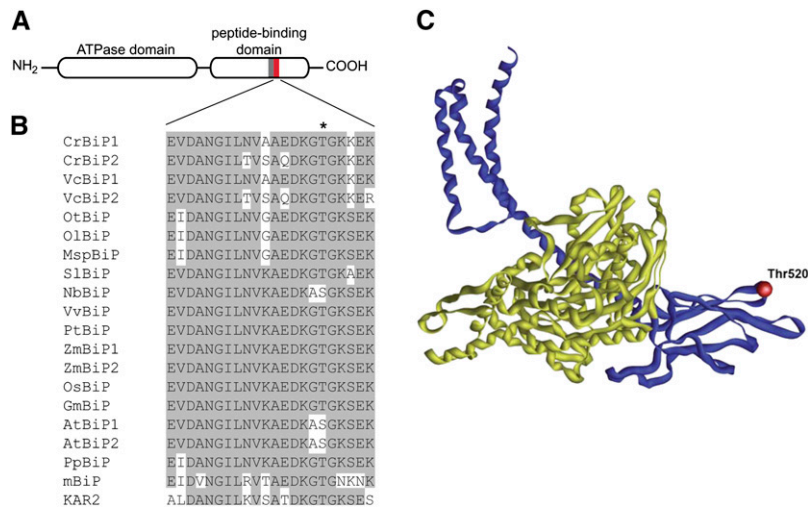 A
peptide-binding
ATPase domain domain
NH2 COOH
B
*
CrBiP1 EVDANGILNVAAEDKGTGKKEK
CrBiP2 EVDANGILTVSAQDKGTGKKEK
VcBiP1 EVDANGILNVAAEDKGTGKKEK
VcBiP2 EVDANGILTVSAQDKGTGKKER
OtBiP EIDANGILNVGAEDKGTGKSEK
OlBiP EIDANGILNVGAEDKGTGKSEK
MspBiP EIDANGILNVGAEDKGTGKSEK
SlBiP EVDANGILNVKAEDKGTGKAEK
NbBiP EVDANGILNVKAEDKASGKSEK
VvBiP EVDANGILNVKAEDKGTGKSEK
PtBiP EVDANGILNVKAEDKGTGKSEK
ZmBiP1 EVDANGILNVKAEDKGTGKSEK
ZmBiP2 EVDANGILNVKAEDKGTGKSEK
OsBiP EVDANGILNVKAEDKGTGKSEK
GmBiP EVDANGILNVKAEDKGTGKSEK
AtBiP1 EVDANGILNVKAEDKASGKSEK
AtBiP2 EVDANGILNVKAEDKASGKSEK
PpBiP EIDANGILNVKAEDKGTGKSEK
mBiP EIDVNGILRVTAEDKGTGNKNK
KAR2 ALDANGILKVSATDKGTGKSES
C
Thr520